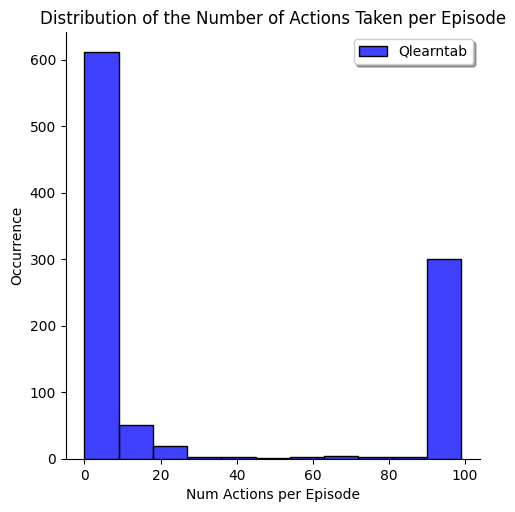 Distribution of the Number of Actions Taken per Episode
Qlearntab
600
500
400
300
200
100
0
Occurrence
0 20 40 60 80 100
Num Actions per Episode